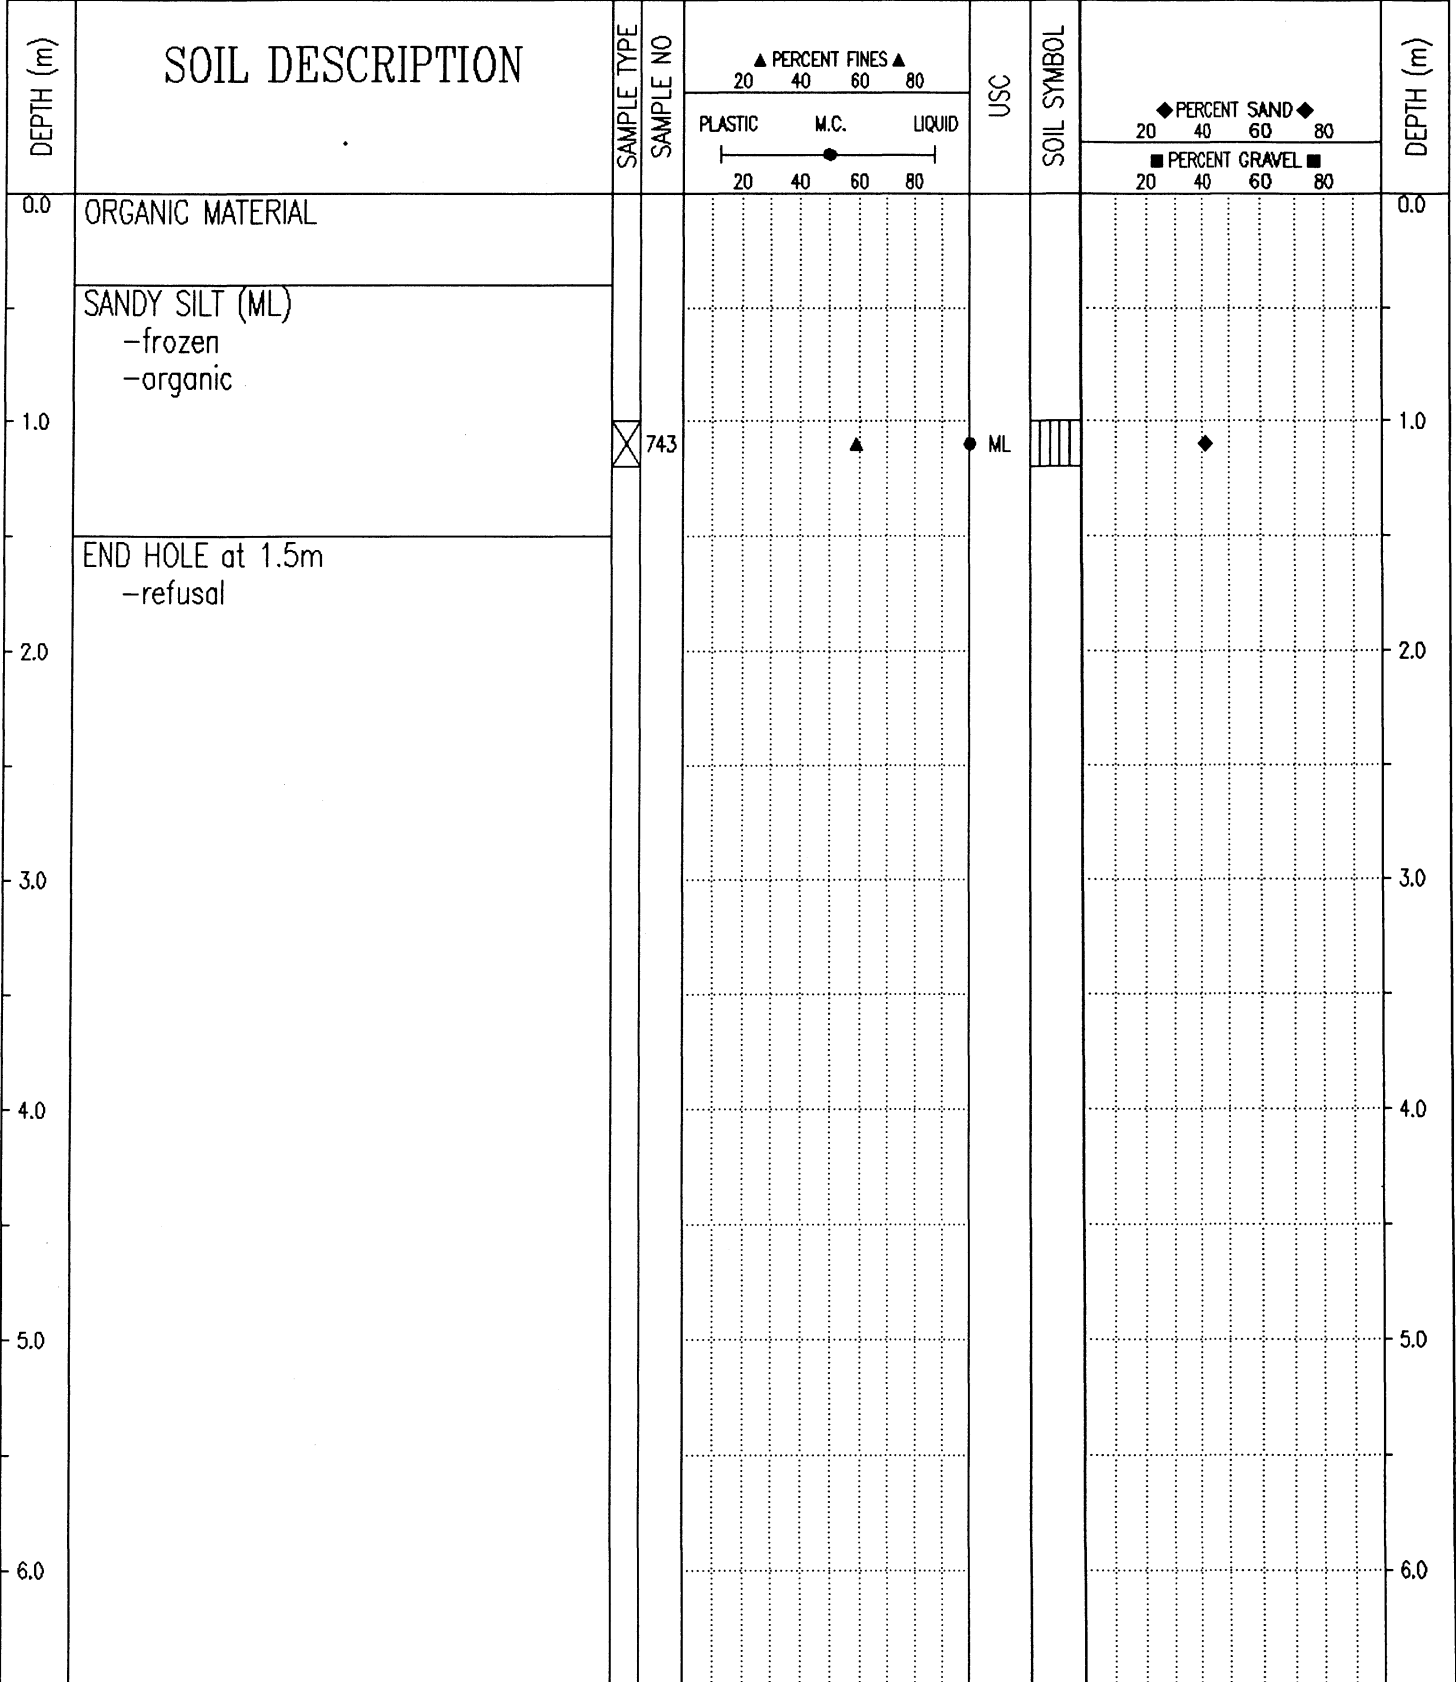 DEPTH (m)
SOIL DESCRIPTION
SAMPLE TYPE
SAMPLE NO
▲ PERCENT FINES ▲
20 40 60 80
PLASTIC M.C. LIQUID
20 40 60 80
USC
SOIL SYMBOL
◆ PERCENT SAND ◆
20 40 60 80
■ PERCENT GRAVEL ■
20 40 60 80
DEPTH (m)
0.0 ORGANIC MATERIAL 0.0
SANDY SILT (ML)
-frozen
-organic
1.0 1.0
743 ML
END HOLE at 1.5m
-refusal
2.0 2.0
3.0 3.0
4.0 4.0
5.0 5.0
6.0 6.0